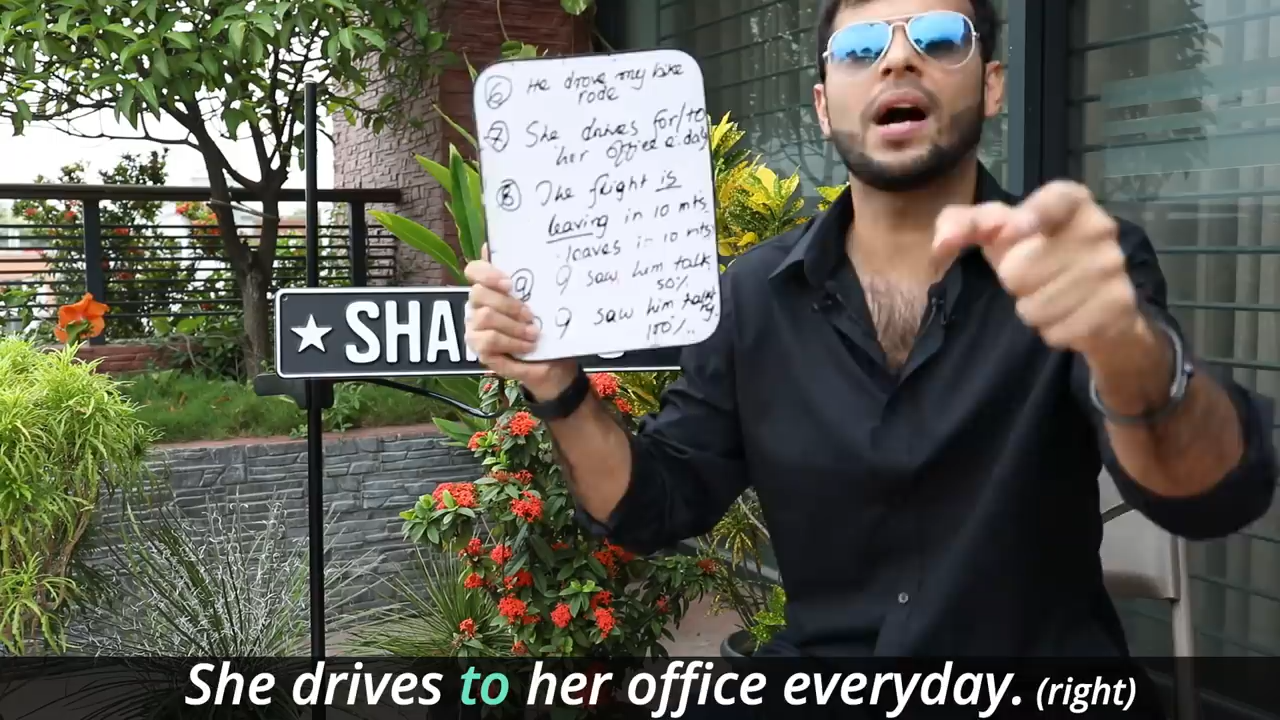 6 He drove my bike
rode
7 She drives for/to
her office e.day
8 The flight is
leaving in 10 mts
leaves in 10 mts
9 I saw him talk
50%
I saw him talkg.
100%
★ SHA
She drives to her office everyday. (right)